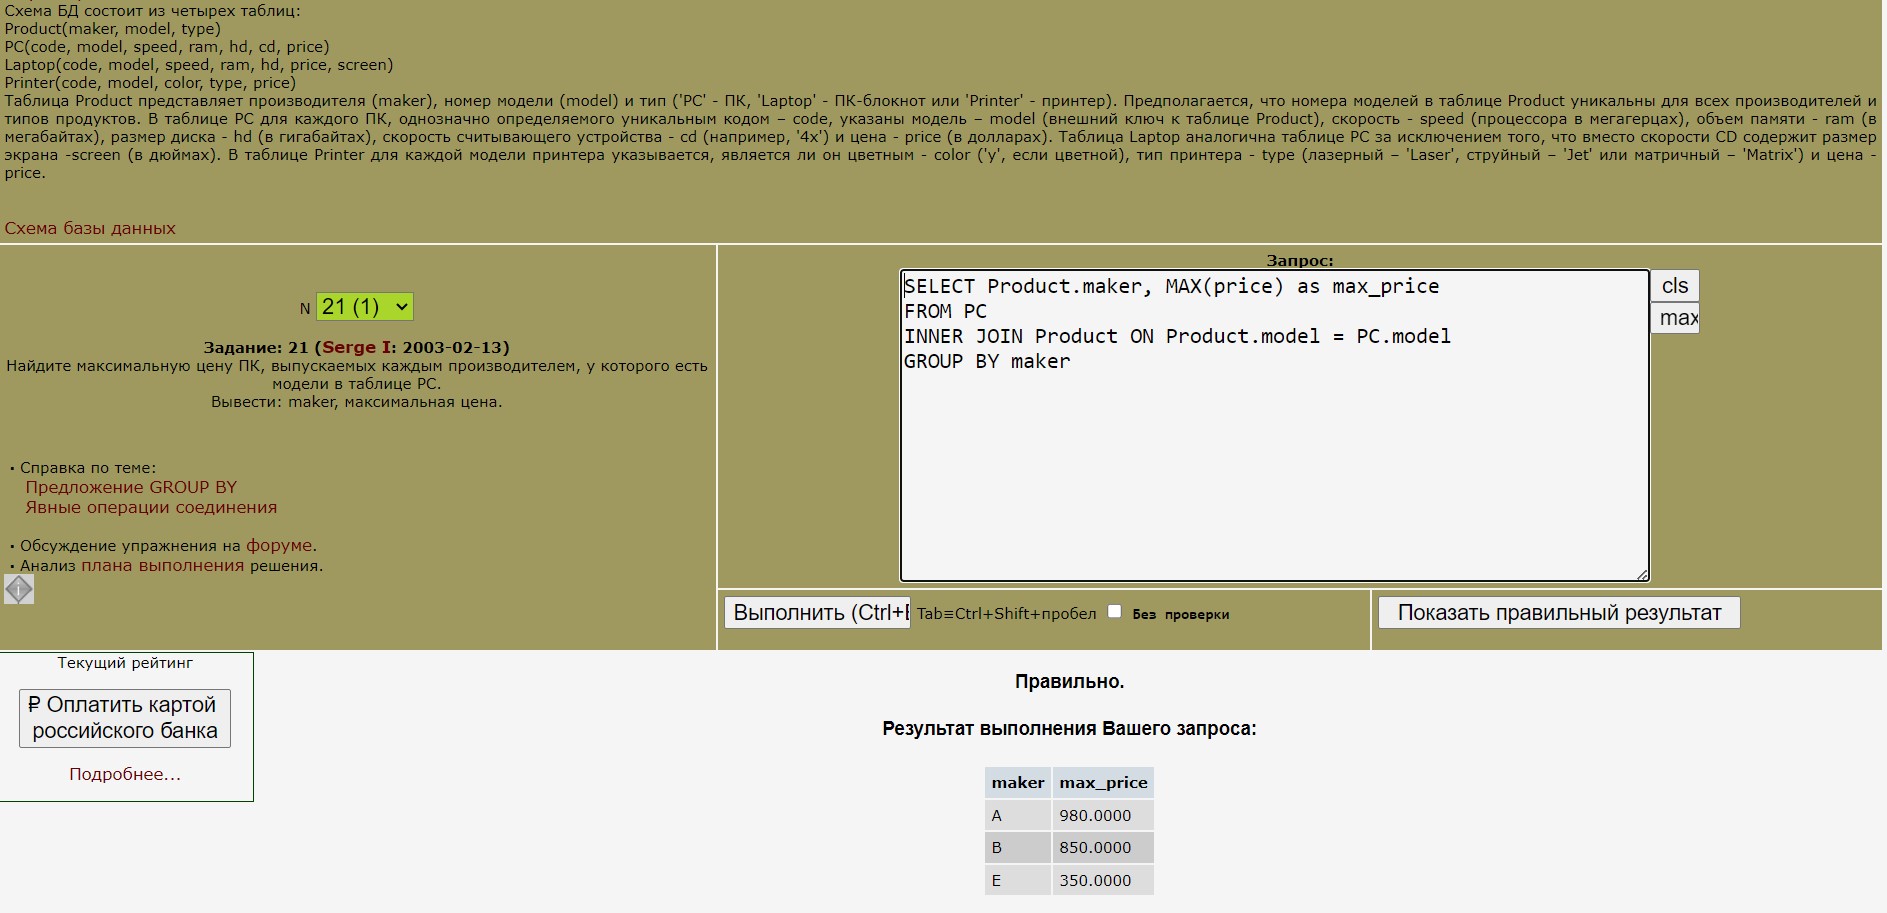 Схема БД состоит из четырех таблиц:
Product(maker, model, type)
PC(code, model, speed, ram, hd, cd, price)
Laptop(code, model, speed, ram, hd, price, screen)
Printer(code, model, color, type, price)
Таблица Product представляет производителя (maker), номер модели (model) и тип ('PC' - ПК, 'Laptop' - ПК-блокнот или 'Printer' - принтер). Предполагается, что номера моделей в таблице Product уникальны для всех производителей и
типов продуктов. В таблице PC для каждого ПК, однозначно определяемого уникальным кодом – code, указаны модель – model (внешний ключ к таблице Product), скорость - speed (процессора в мегагерцах), объем памяти - ram (в
мегабайтах), размер диска - hd (в гигабайтах), скорость считывающего устройства - cd (например, '4x') и цена - price (в долларах). Таблица Laptop аналогична таблице РС за исключением того, что вместо скорости CD содержит размер
экрана -screen (в дюймах). В таблице Printer для каждой модели принтера указывается, является ли он цветным - color ('y', если цветной), тип принтера - type (лазерный – 'Laser', струйный – 'Jet' или матричный – 'Matrix') и цена -
price.
Схема базы данных
N 21 (1)
Задание: 21 (Serge I: 2003-02-13)
Найдите максимальную цену ПК, выпускаемых каждым производителем, у которого есть
модели в таблице PC.
Вывести: maker, максимальная цена.
· Справка по теме:
Предложение GROUP BY
Явные операции соединения
· Обсуждение упражнения на форуме.
· Анализ плана выполнения решения.
i
Запрос:
SELECT Product.maker, MAX(price) as max_price
FROM PC
INNER JOIN Product ON Product.model = PC.model
GROUP BY maker
cls
max
Выполнить (Ctrl+E Tab≡Ctrl+Shift+пробел Без проверки
Показать правильный результат
Текущий рейтинг
₽ Оплатить картой
российского банка
Подробнее...
Правильно.
Результат выполнения Вашего запроса:
maker max_price
A 980.0000
B 850.0000
E 350.0000